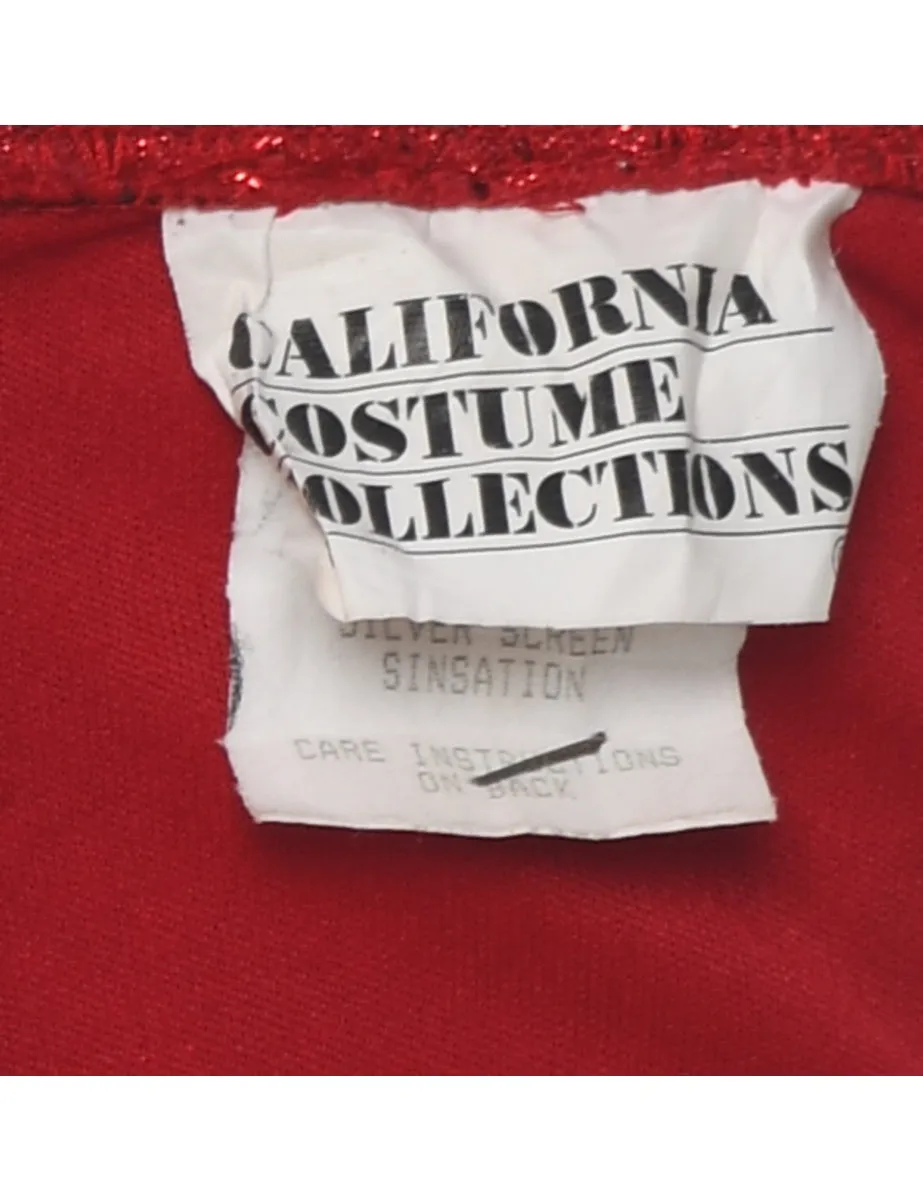 CALIFORNIA
COSTUME
COLLECTIONS
SILVER SCREEN
SINSATION
CARE INSTRUCTIONS
ON BACK